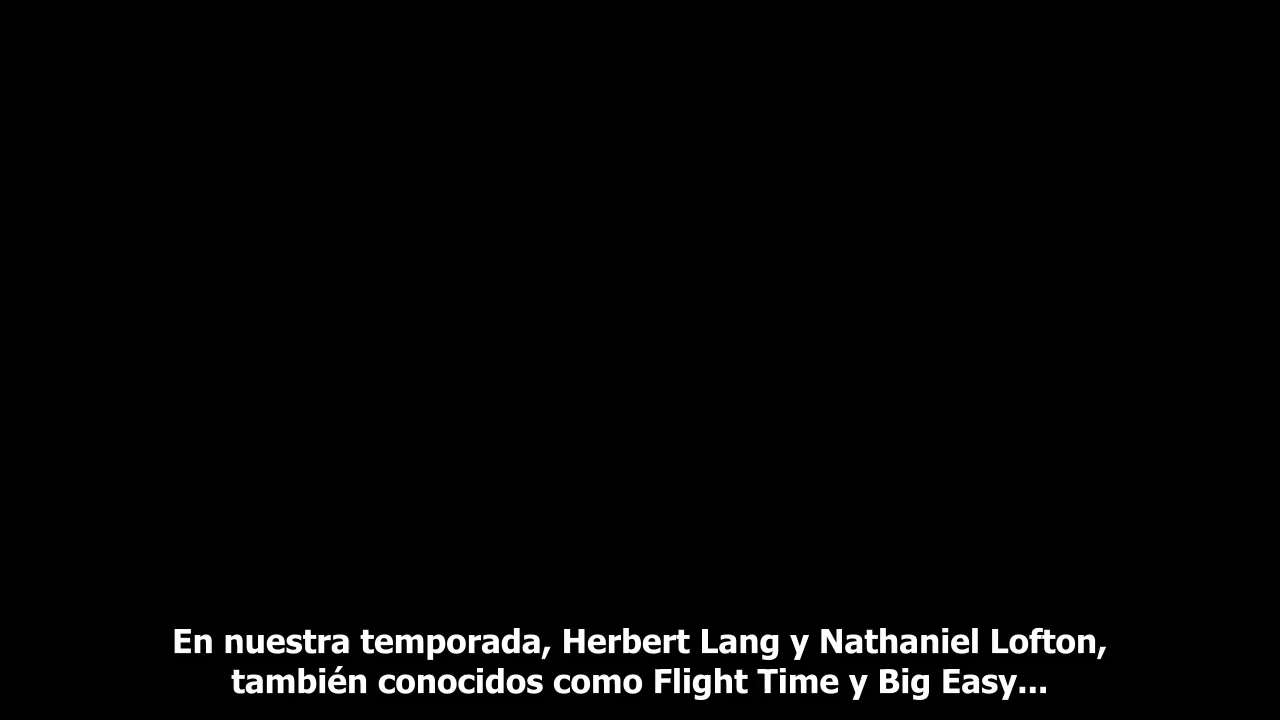 En nuestra temporada, Herbert Lang y Nathaniel Lofton,
también conocidos como Flight Time y Big Easy...